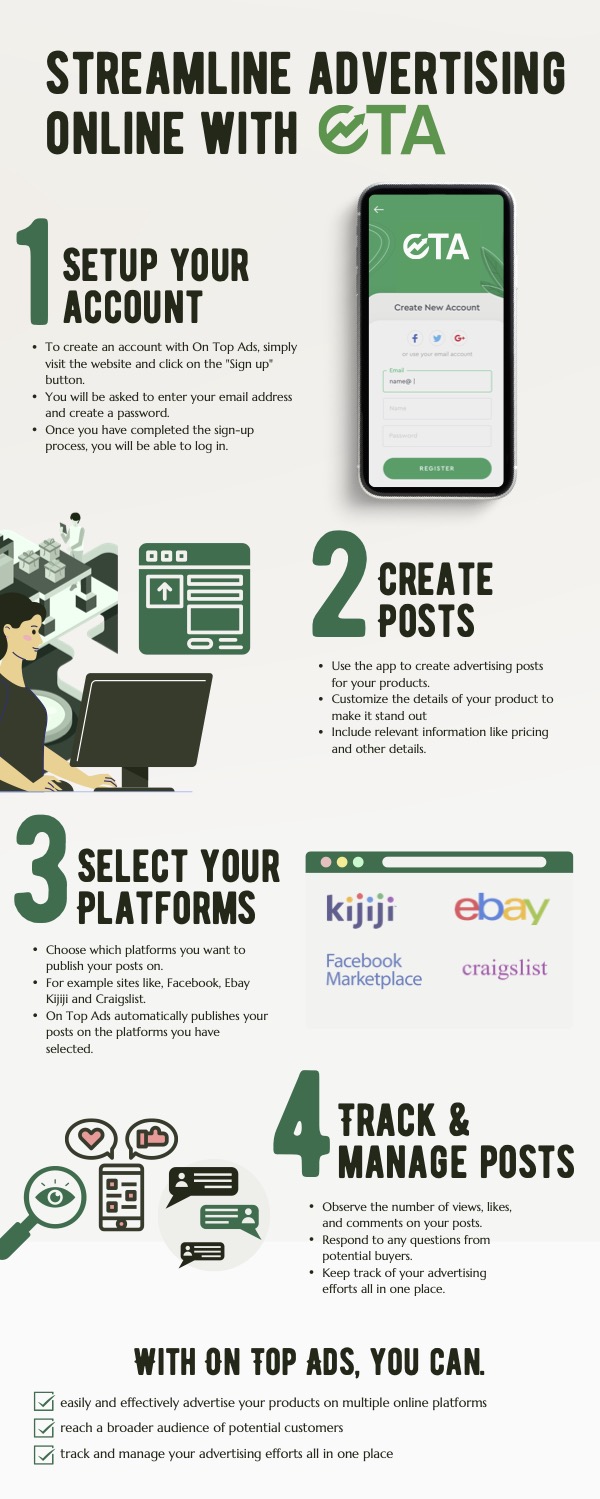 STREAMLINE ADVERTISING
ONLINE WITH OTA
1
SETUP YOUR
ACCOUNT
• To create an account with On Top Ads, simply
visit the website and click on the "Sign up"
button.
• You will be asked to enter your email address
and create a password.
• Once you have completed the sign-up
process, you will be able to log in.
OTA
Create New Account
f
G+
or use your email account
Email
name@ |
Name
Password
REGISTER
2
CREATE
POSTS
• Use the app to create advertising posts
for your products.
• Customize the details of your product to
make it stand out
• Include relevant information like pricing
and other details.
3
SELECT YOUR
PLATFORMS
• Choose which platforms you want to
publish your posts on.
• For example sites like, Facebook, Ebay
Kijiji and Craigslist.
• On Top Ads automatically publishes your
posts on the platforms you have
selected.
kijiji
ebay
Facebook
Marketplace
craigslist
4
TRACK &
MANAGE POSTS
• Observe the number of views, likes,
and comments on your posts.
• Respond to any questions from
potential buyers.
• Keep track of your advertising
efforts all in one place.
WITH ON TOP ADS, YOU CAN.
easily and effectively advertise your products on multiple online platforms
reach a broader audience of potential customers
track and manage your advertising efforts all in one place